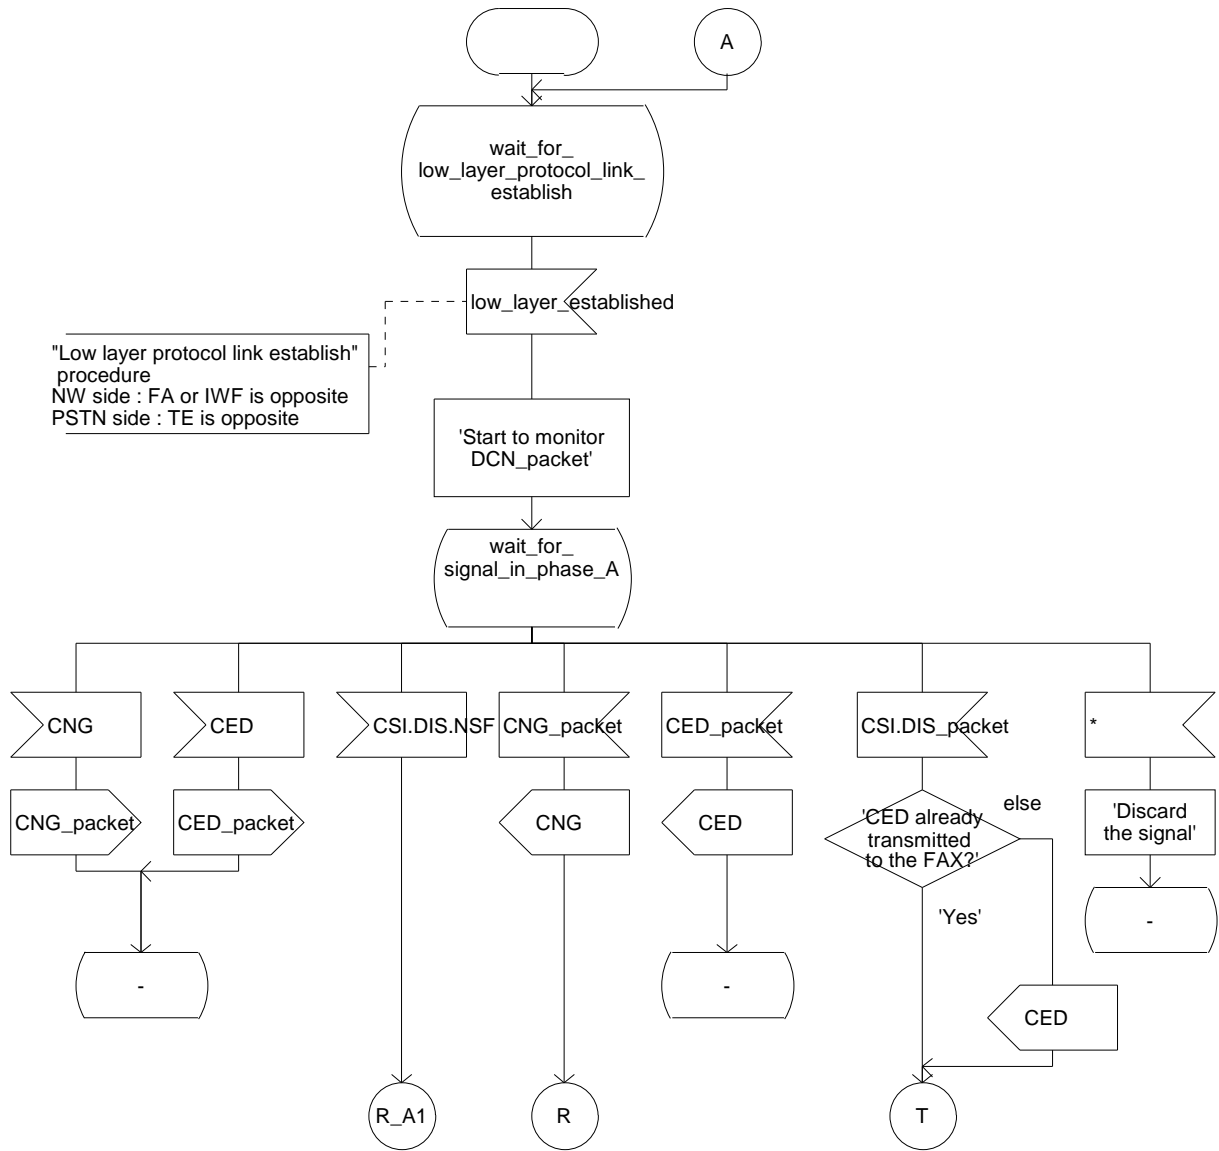 A
wait_for_
low_layer_protocol_link_
establish
low_layer_established
"Low layer protocol link establish"
procedure
NW side : FA or IWF is opposite
PSTN side : TE is opposite
'Start to monitor
DCN_packet'
wait_for_
signal_in_phase_A
CNG
CED
CSI.DIS.NSF
CNG_packet
CED_packet
CSI.DIS_packet
*
CNG_packet
CED_packet
CNG
CED
'CED already
transmitted
to the FAX?'
else
'Discard
the signal'
'Yes'
-
-
-
CED
R_A1
R
T